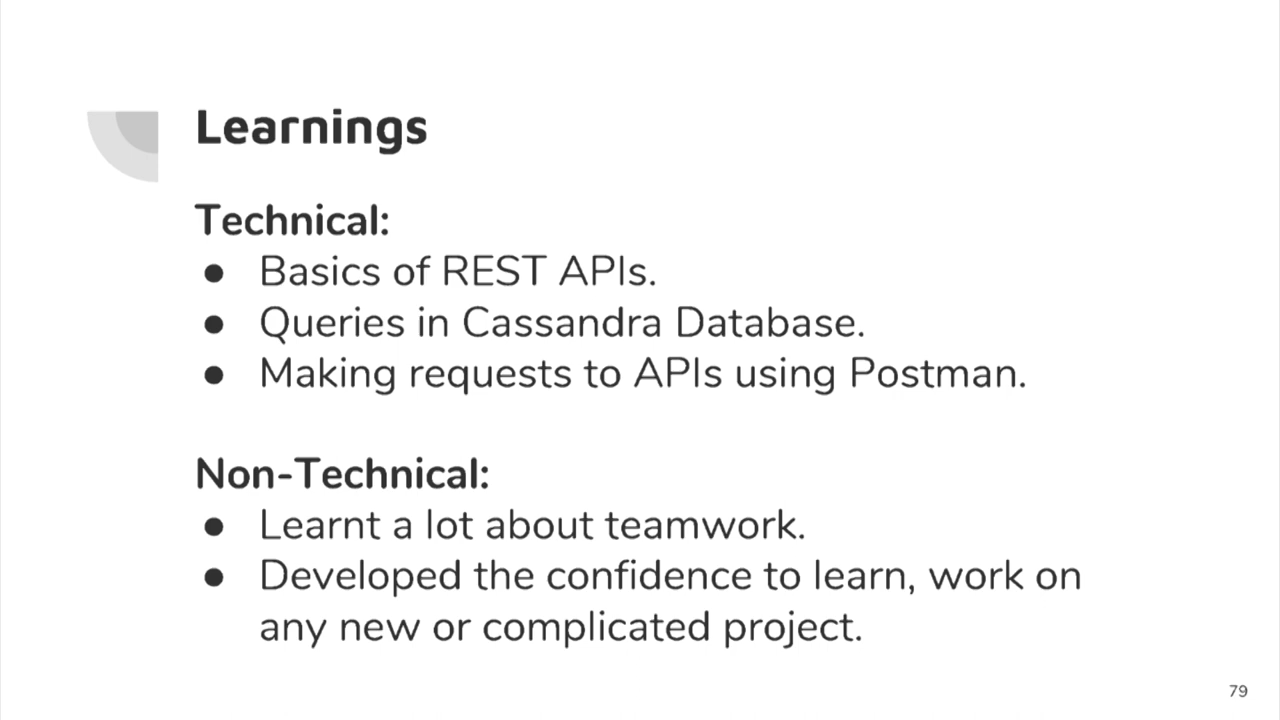 Learnings
Technical:
● Basics of REST APIs.
● Queries in Cassandra Database.
● Making requests to APIs using Postman.
Non-Technical:
● Learnt a lot about teamwork.
● Developed the confidence to learn, work on
any new or complicated project.
79